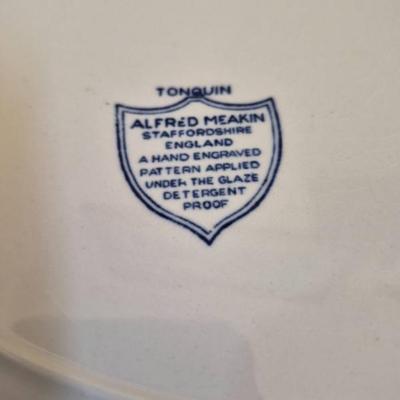 TONQUIN
ALFRED MEAKIN
STAFFORDSHIRE
ENGLAND
A HAND ENGRAVED
PATTERN APPLIED
UNDER THE GLAZE
DETERGENT
PROOF